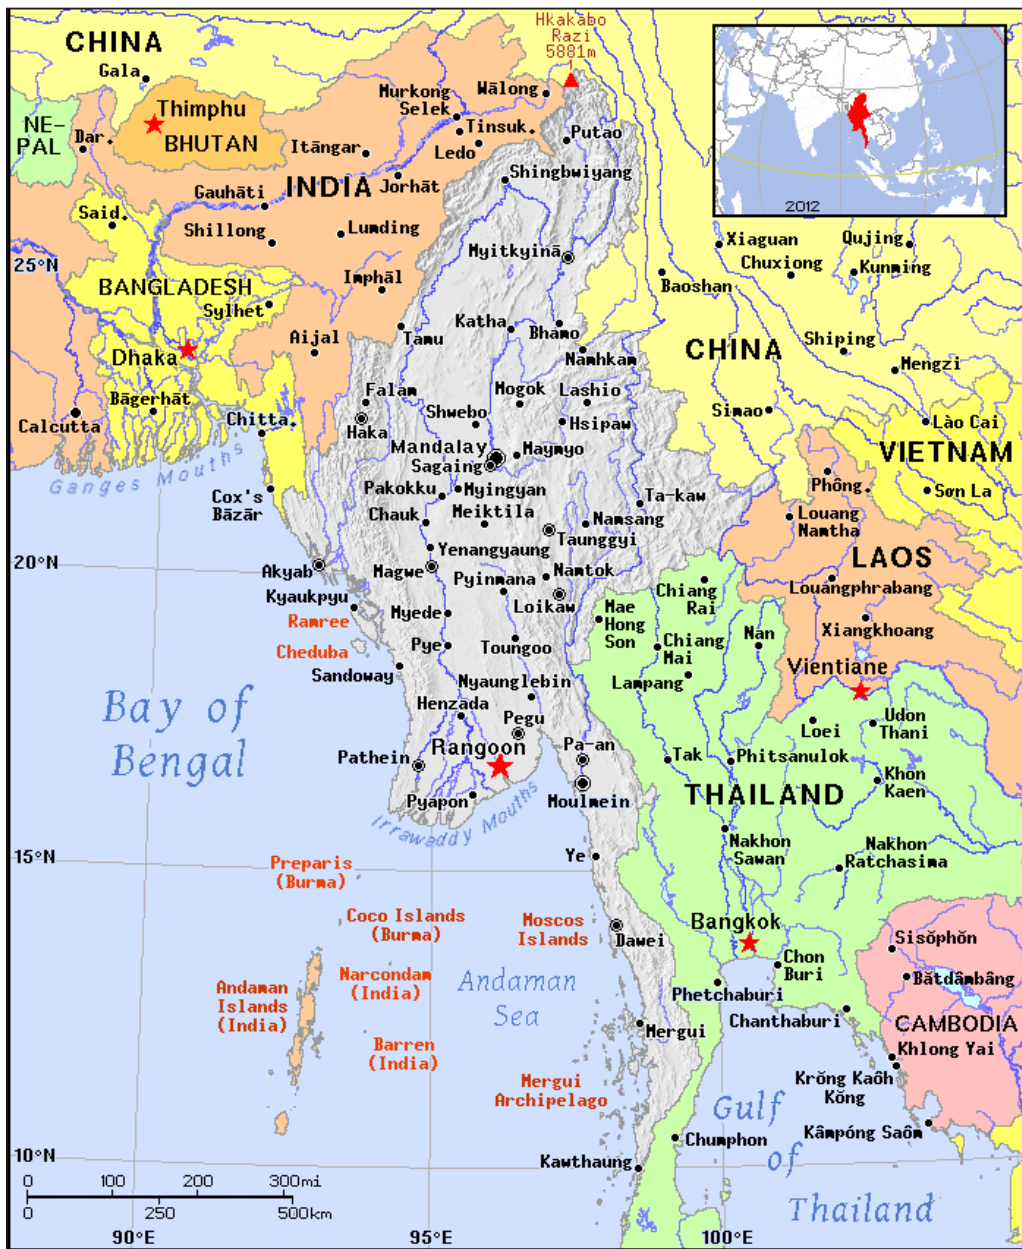 Hkakabo
Razi
5881m
CHINA
Gala
Wālong
Murkong
Selek
NE-
PAL
Thimphu
BHUTAN
Dar.
Tinsuk.
Putao
Itāngar
Ledo
2012
INDIA
Jorhāt
Shingbwiyang
Gauhāti
Said.
Shillong
Lumding
Myitkyinā
Xiaguan
Qujing
25°N
Imphāl
Chuxiong
Kunming
Baoshan
BANGLADESH
Sylhet
Katha
Bhamo
Aijal
Tamu
Shiping
Dhaka
Namhkam
CHINA
Mengzi
Falam
Mogok
Lashio
Bāgerhāt
Shwebo
Simao
Calcutta
Chitta.
Haka
Hsipaw
Lào Cai
Mandalay
Maymyo
VIETNAM
Ganges Mouths
Sagaing
Phông.
Pakokku
Myingyan
Ta-kaw
Sơn La
Cox's
Bāzār
Chauk
Meiktila
Namsang
Louang
Namtha
Taunggyi
Yenangyaung
LAOS
20°N
Akyab
Magwe
Pyinmana
Namtok
Chiang
Rai
Louangphrabang
Kyaukpyu
Loikaw
Mae
Hong
Son
Ramree
Myede
Xiangkhoang
Cheduba
Pye
Toungoo
Chiang
Mai
Nan
Sandoway
Vientiane
Nyaunglebin
Lampang
Bay of
Bengal
Henzada
Pegu
Loei
Udon
Thani
Rangoon
Pa-an
Pathein
Tak
Phitsanulok
Khon
Kaen
Pyapon
Moulmein
THAILAND
Irrawaddy Mouths
Nakhon
Sawan
Nakhon
Ratchasima
15°N
Ye
Preparis
(Burma)
Coco Islands
(Burma)
Moscos
Islands
Dawei
Bangkok
Sisŏphŏn
Chon
Buri
Narcondam
(India)
Andaman
Islands
(India)
Andaman
Sea
Phetchaburi
Bătdâmbâng
Chanthaburi
Mergui
CAMBODIA
Barren
(India)
Khlong Yai
Mergui
Archipelago
Krŏng Kaôh
Kŏng
Gulf
of
Thailand
Chumphon
Kâmpóng Saôm
10°N
Kawthaung
0 100 200 300mi
0 250 500km
90°E
95°E
100°E